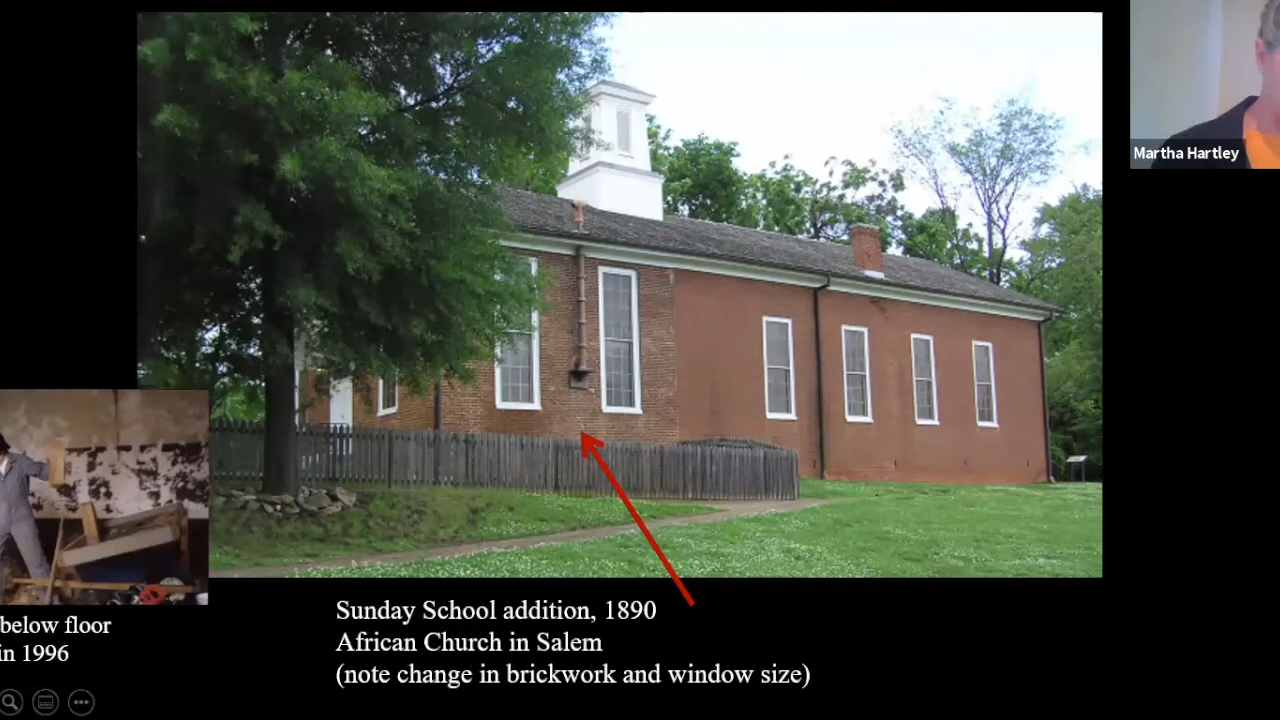 Martha Hartley
below floor
in 1996
Sunday School addition, 1890
African Church in Salem
(note change in brickwork and window size)